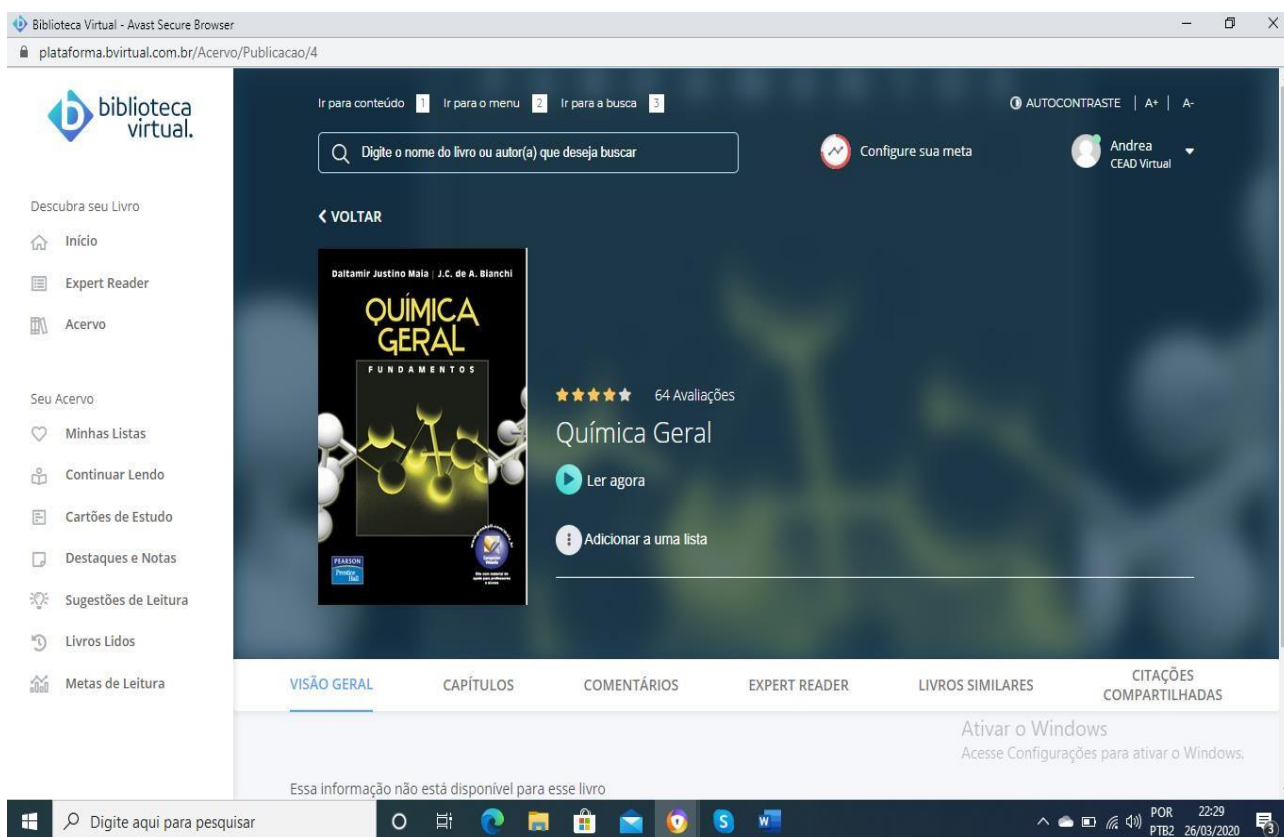 Biblioteca Virtual - Avast Secure Browser
plataforma.bvirtual.com.br/Acervo/Publicacao/4
biblioteca
virtual.
Descubra seu Livro
Início
Expert Reader
Acervo
Seu Acervo
Minhas Listas
Continuar Lendo
Cartões de Estudo
Destaques e Notas
Sugestões de Leitura
Livros Lidos
Metas de Leitura
Ir para conteúdo 1 Ir para o menu 2 Ir para a busca 3
AUTOCONTRASTE | A+ | A-
Digite o nome do livro ou autor(a) que deseja buscar
Configure sua meta
Andrea
CEAD Virtual
VOLTAR
Daltamir Justino Maia | J.C. de A. Bianchi
QUÍMICA
GERAL
FUNDAMENTOS
PEARSON
Prentice
Hall
64 Avaliações
Química Geral
Ler agora
Adicionar a uma lista
VISÃO GERAL CAPÍTULOS COMENTÁRIOS EXPERT READER LIVROS SIMILARES CITAÇÕES
COMPARTILHADAS
Ativar o Windows
Acesse Configurações para ativar o Windows.
Essa informação não está disponível para esse livro
Digite aqui para pesquisar
POR 22:29
PTB2 26/03/2020